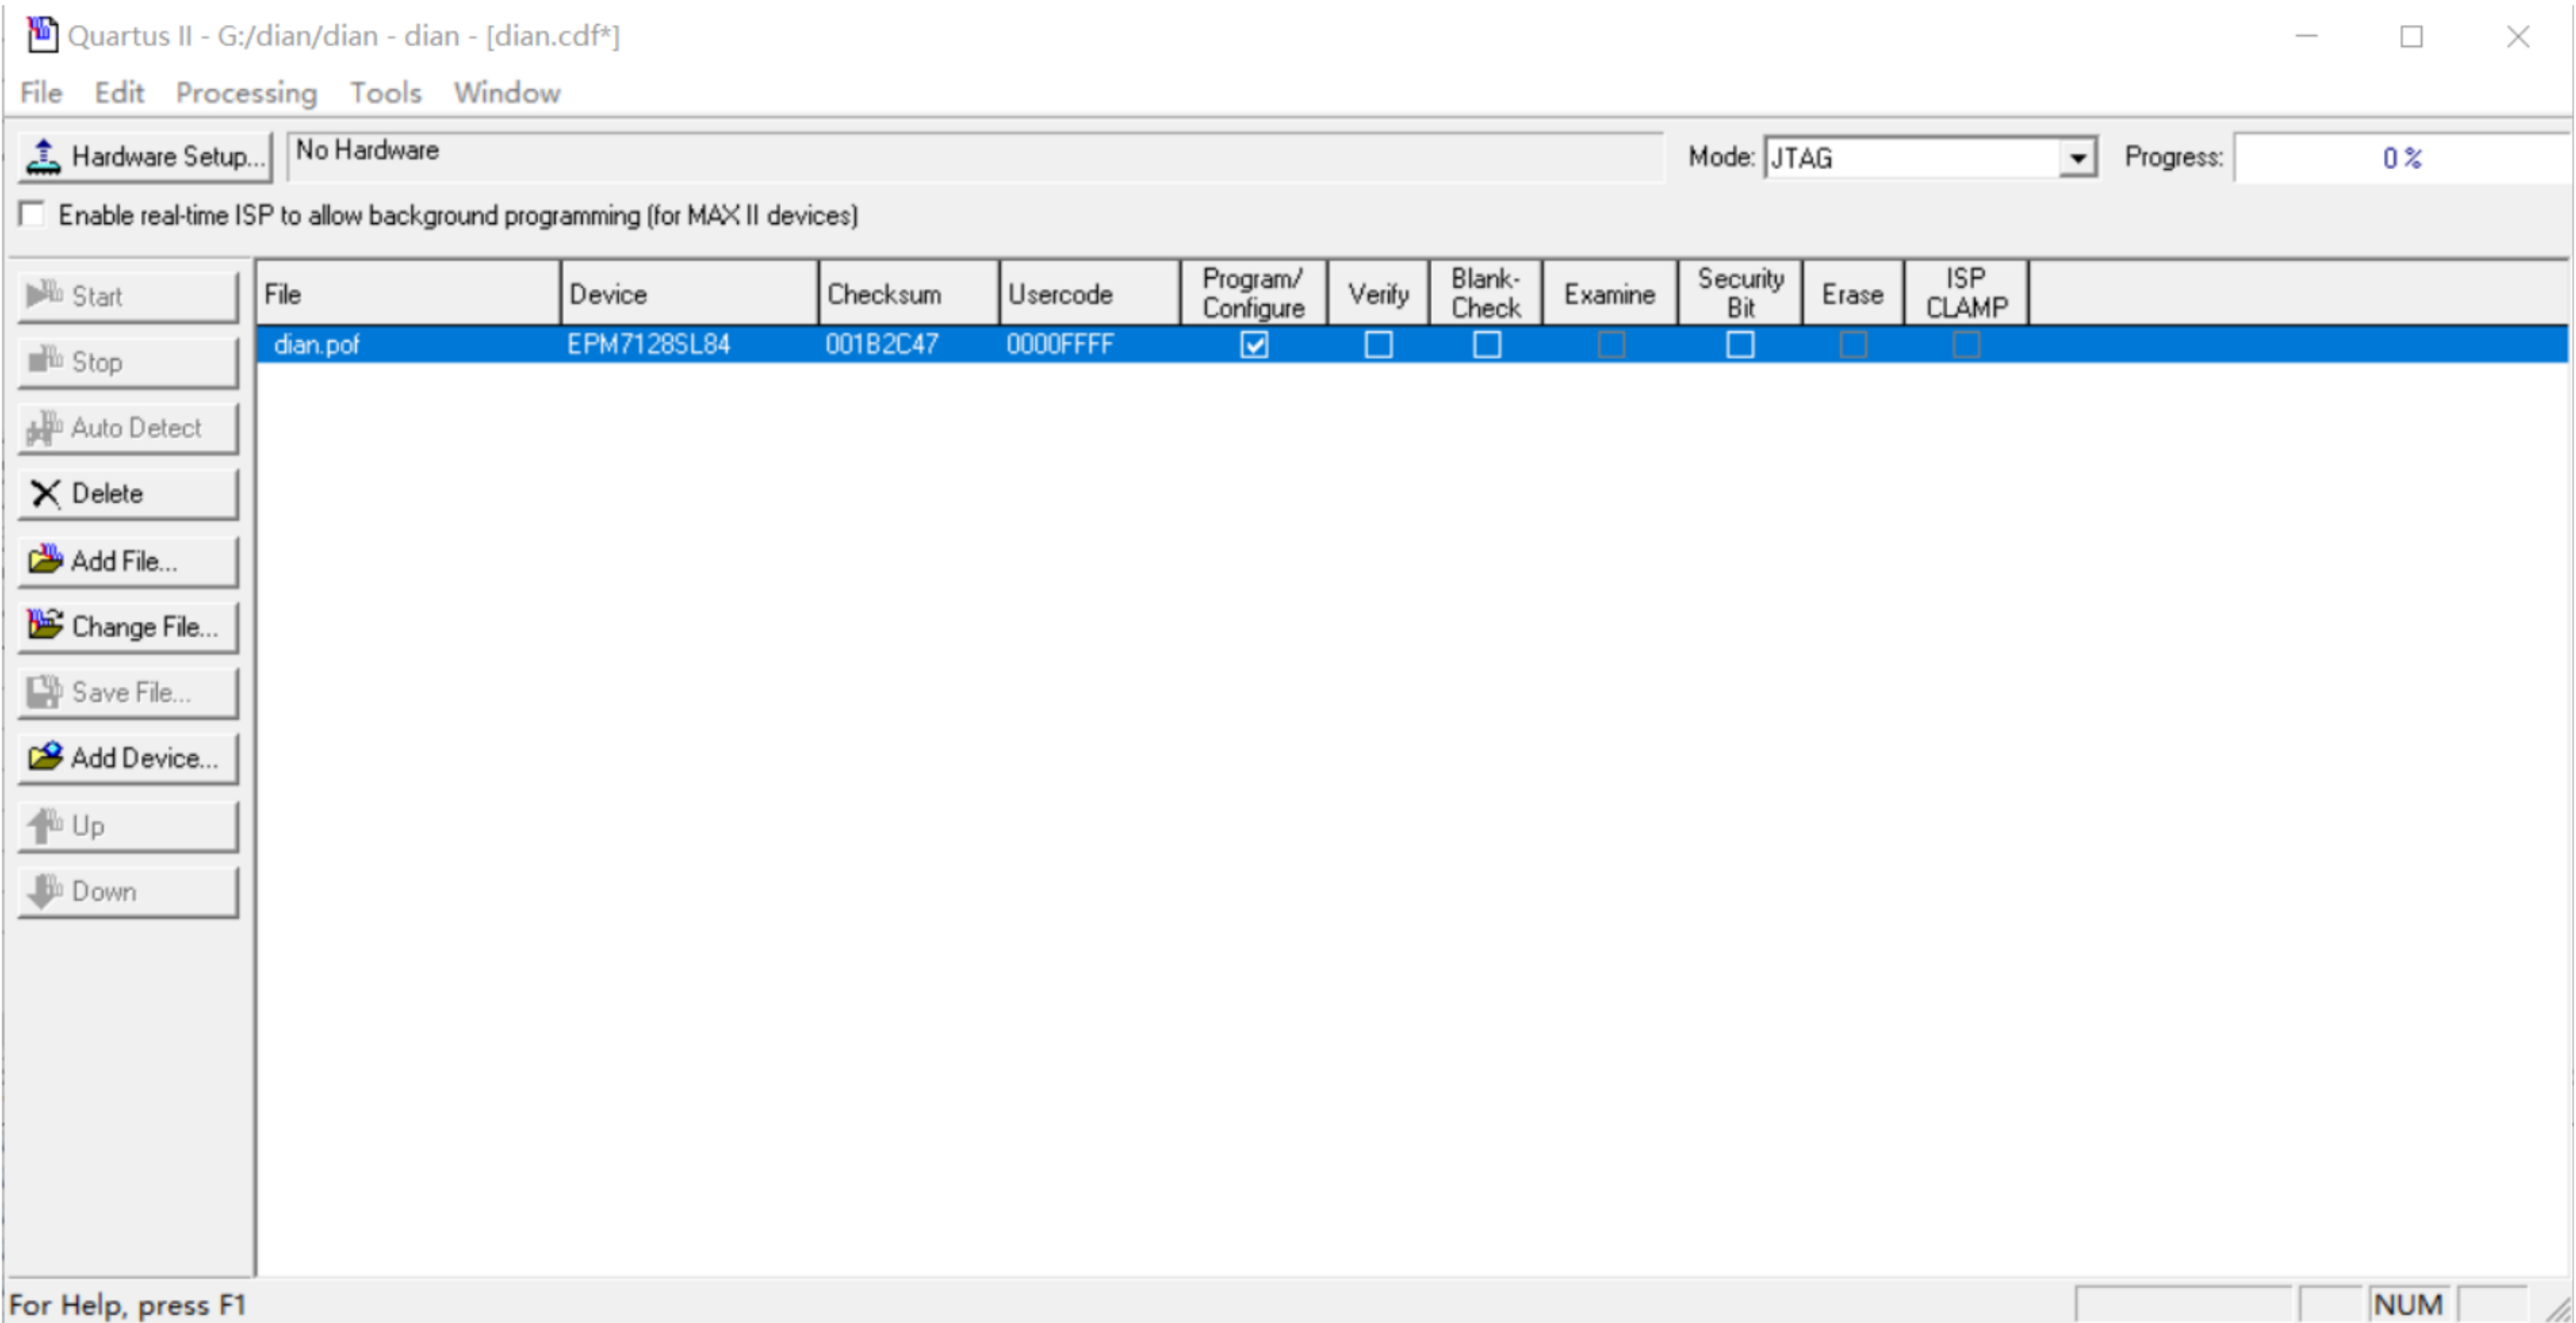 Quartus II - G:/dian/dian - dian - [dian.cdf*]
File Edit Processing Tools Window
Hardware Setup... No Hardware Mode: JTAG Progress: 0 %
Enable real-time ISP to allow background programming (for MAX II devices)
File Device Checksum Usercode Program/ Configure Verify Blank- Check Examine Security Bit Erase ISP CLAMP
dian.pof EPM7128SL84 001B2C47 0000FFFF
Start
Stop
Auto Detect
Delete
Add File...
Change File...
Save File...
Add Device...
Up
Down
For Help, press F1 NUM